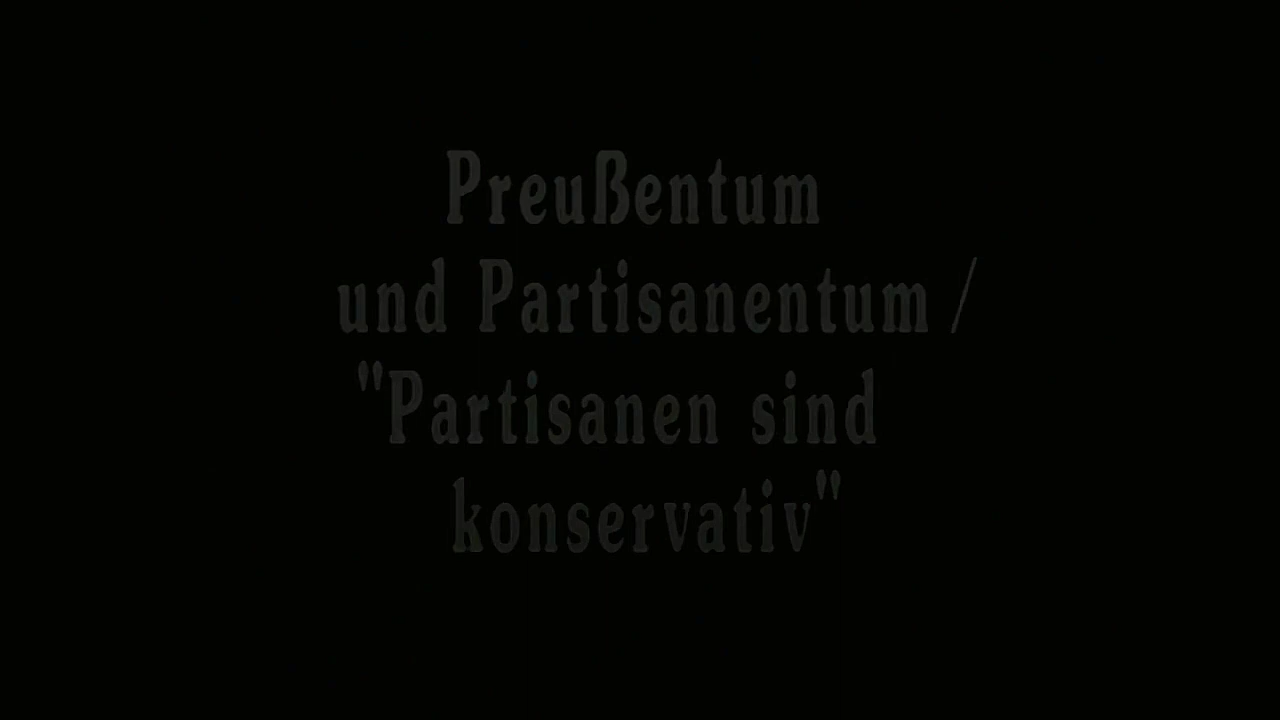 Preußentum
und Partisanentum /
"Partisanen sind
konservativ"